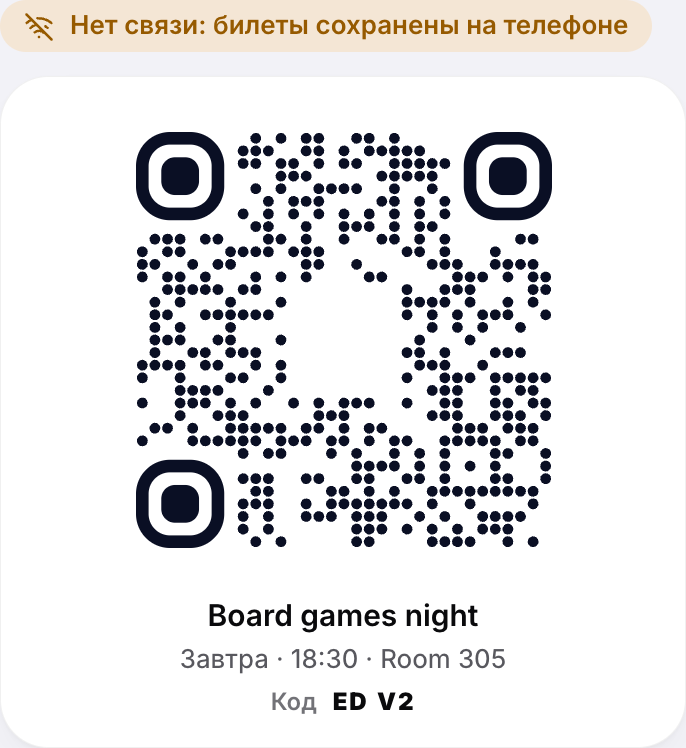 Нет связи: билеты сохранены на телефоне
Board games night
Завтра · 18:30 · Room 305
Код ED V2